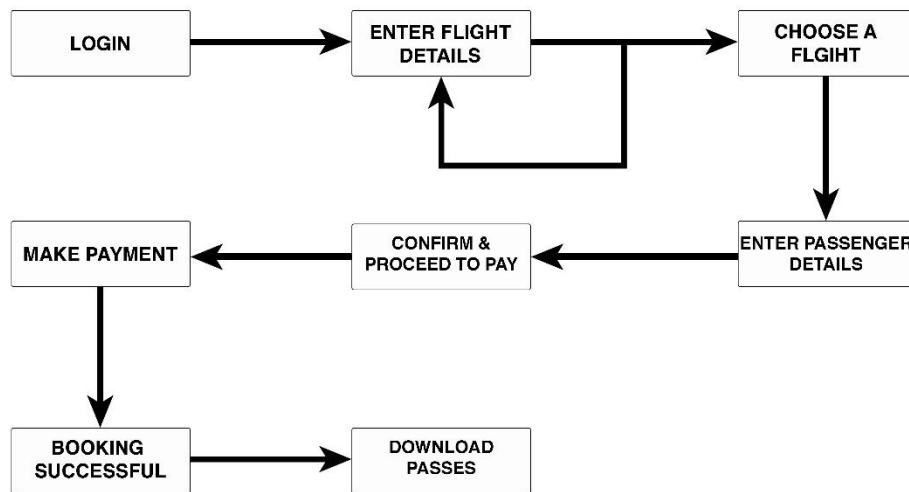 LOGIN
ENTER FLIGHT
DETAILS
CHOOSE A
FLGIHT
MAKE PAYMENT
CONFIRM &
PROCEED TO PAY
ENTER PASSENGER
DETAILS
BOOKING
SUCCESSFUL
DOWNLOAD
PASSES